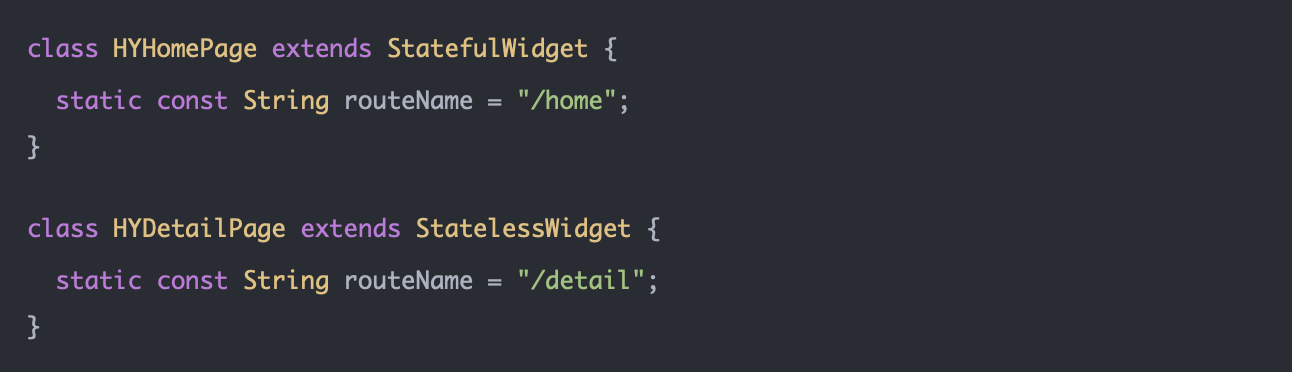 class HYHomePage extends StatefulWidget {
  static const String routeName = "/home";
}
class HYDetailPage extends StatelessWidget {
  static const String routeName = "/detail";
}